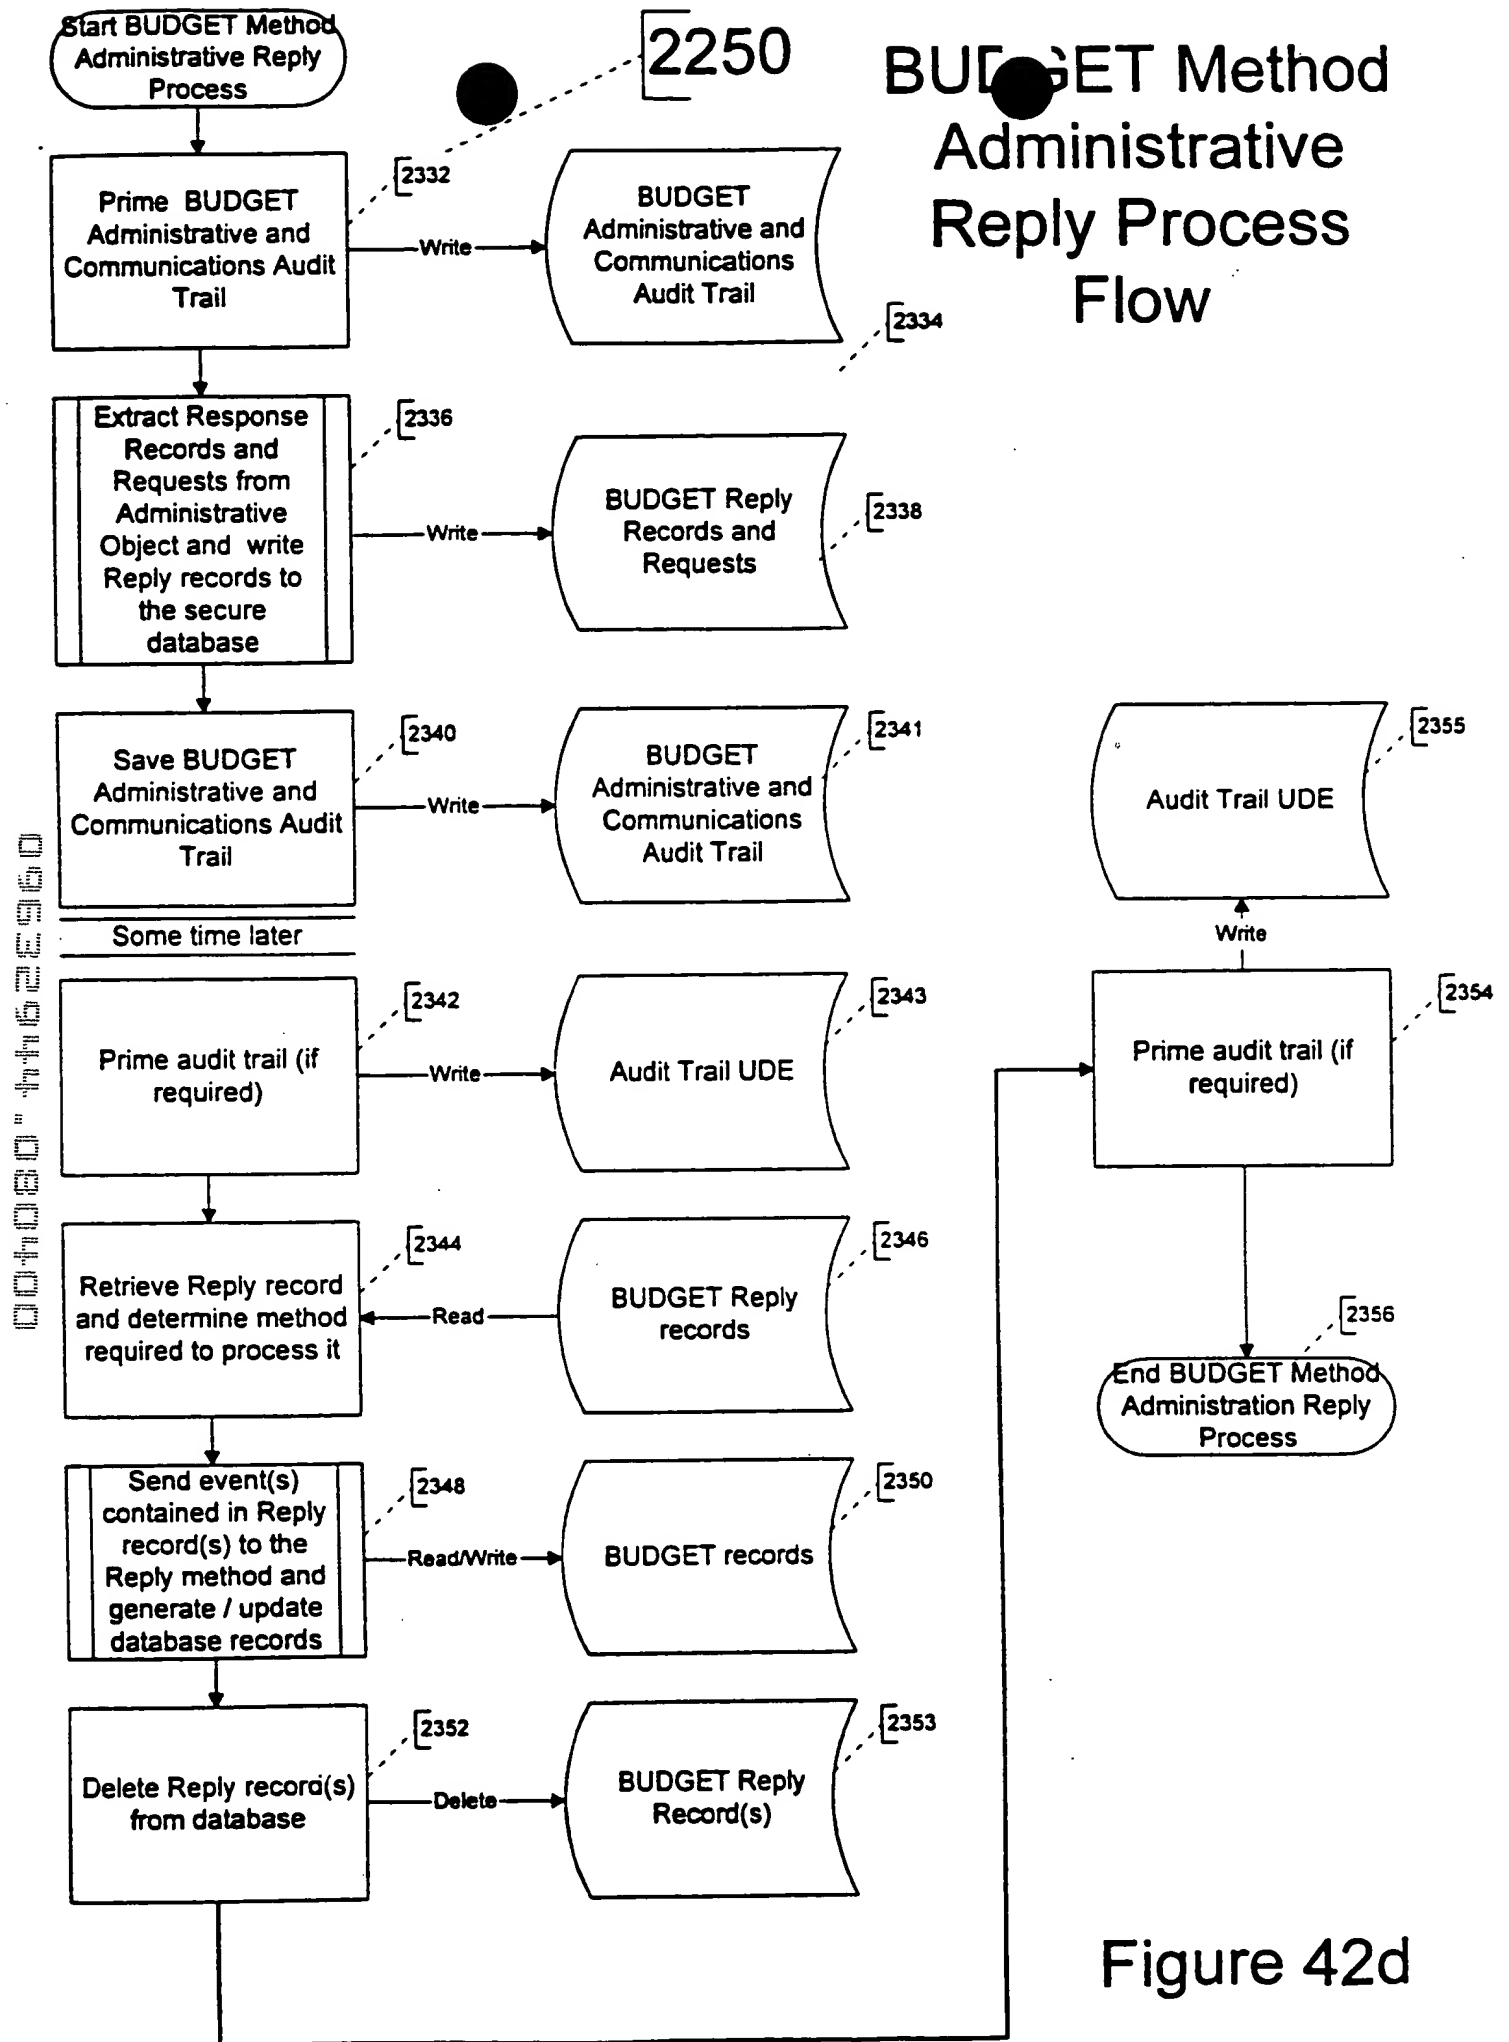 Start BUDGET Method
Administrative Reply
Process
2250
BUDGET Method
Administrative
Reply Process
Flow
2332
Prime BUDGET
Administrative and
Communications Audit
Trail
Write
BUDGET
Administrative and
Communications
Audit Trail
2334
Extract Response
Records and
Requests from
Administrative
Object and write
Reply records to
the secure
database
2336
Write
BUDGET Reply
Records and
Requests
2338
Save BUDGET
Administrative and
Communications Audit
Trail
2340
Write
BUDGET
Administrative and
Communications
Audit Trail
2341
Some time later
Prime audit trail (if
required)
2342
Write
Audit Trail UDE
2343
Retrieve Reply record
and determine method
required to process it
2344
Read
BUDGET Reply
records
2346
Send event(s)
contained in Reply
record(s) to the
Reply method and
generate / update
database records
2348
Read/Write
BUDGET records
2350
Delete Reply record(s)
from database
2352
Delete
BUDGET Reply
Record(s)
2353
Audit Trail UDE
2355
Write
Prime audit trail (if
required)
2354
2356
End BUDGET Method
Administration Reply
Process
Figure 42d